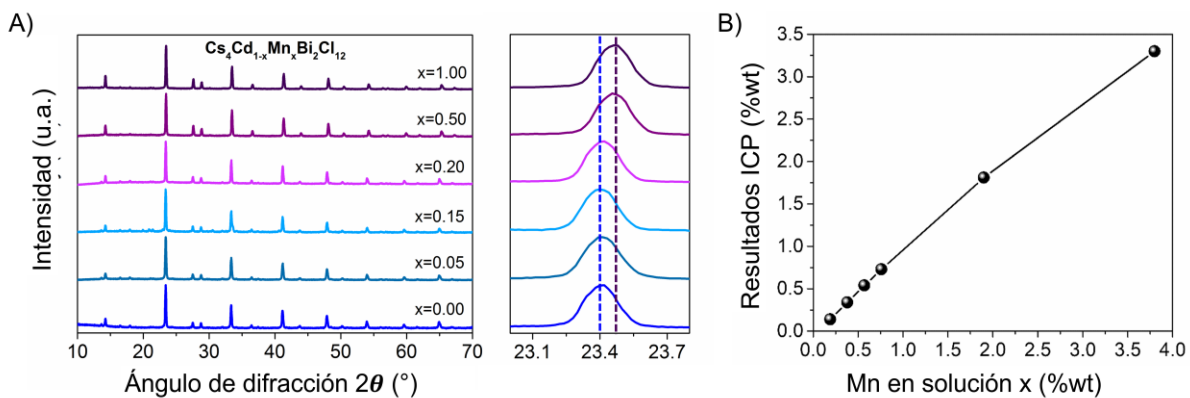 A)
Cs₄Cd₁₋ₓMnₓBi₂Cl₁₂
x=1.00
x=0.50
x=0.20
x=0.15
x=0.05
x=0.00
Intensidad (u.a.)
10 20 30 40 50 60 70
23.1 23.4 23.7
Ángulo de difracción 2θ (°)
B)
Resultados ICP (%wt)
3.5
3.0
2.5
2.0
1.5
1.0
0.5
0.0
0.0 0.5 1.0 1.5 2.0 2.5 3.0 3.5 4.0
Mn en solución x (%wt)